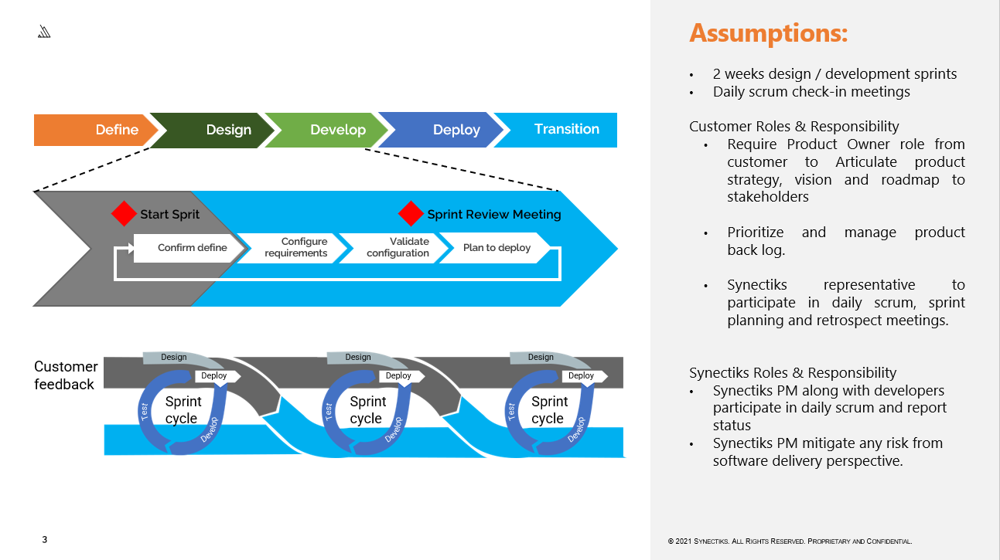 Define
Design
Develop
Deploy
Transition
Start Sprit
Sprint Review Meeting
Confirm define
Configure
requirements
Validate
configuration
Plan to deploy
Customer
feedback
Design
Deploy
Sprint
cycle
Test
Develop
Design
Deploy
Sprint
cycle
Test
Develop
Design
Deploy
Sprint
cycle
Test
Develop
3
Assumptions:
• 2 weeks design / development sprints
• Daily scrum check-in meetings
Customer Roles & Responsibility
• Require Product Owner role from
customer to Articulate product
strategy, vision and roadmap to
stakeholders
• Prioritize and manage product
back log.
• Synectiks representative to
participate in daily scrum, sprint
planning and retrospect meetings.
Synectiks Roles & Responsibility
• Synectiks PM along with developers
participate in daily scrum and report
status
• Synectiks PM mitigate any risk from
software delivery perspective.
© 2021 Synectiks. All Rights Reserved. Proprietary and Confidential.